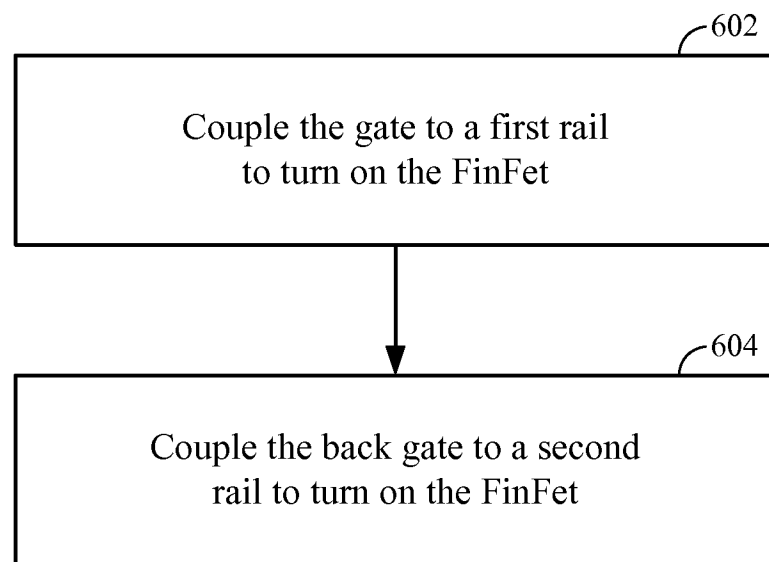 602
Couple the gate to a first rail
to turn on the FinFet
604
Couple the back gate to a second
rail to turn on the FinFet